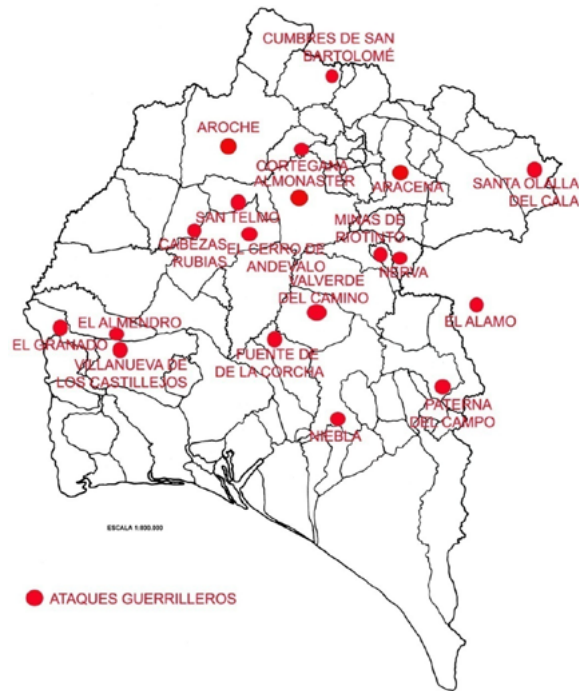 CUMBRES DE SAN
BARTOLOMÉ
AROCHE
CORTEGANA
ALMONASTER
ARACENA
SANTA OLALLA
DEL CALA
SAN TELMO
MINAS DE
RIOTINTO
CABEZAS
RUBIAS
EL CERRO DE
ANDEVALO
NERVA
VALVERDE
DEL CAMINO
EL ALAMO
EL ALMENDRO
EL GRANADO
VILLANUEVA DE
LOS CASTILLEJOS
PUENTE DE
DE LA CORCHA
PATERNA
DEL CAMPO
NIEBLA
ESCALA 1:800.000
ATAQUES GUERRILLEROS